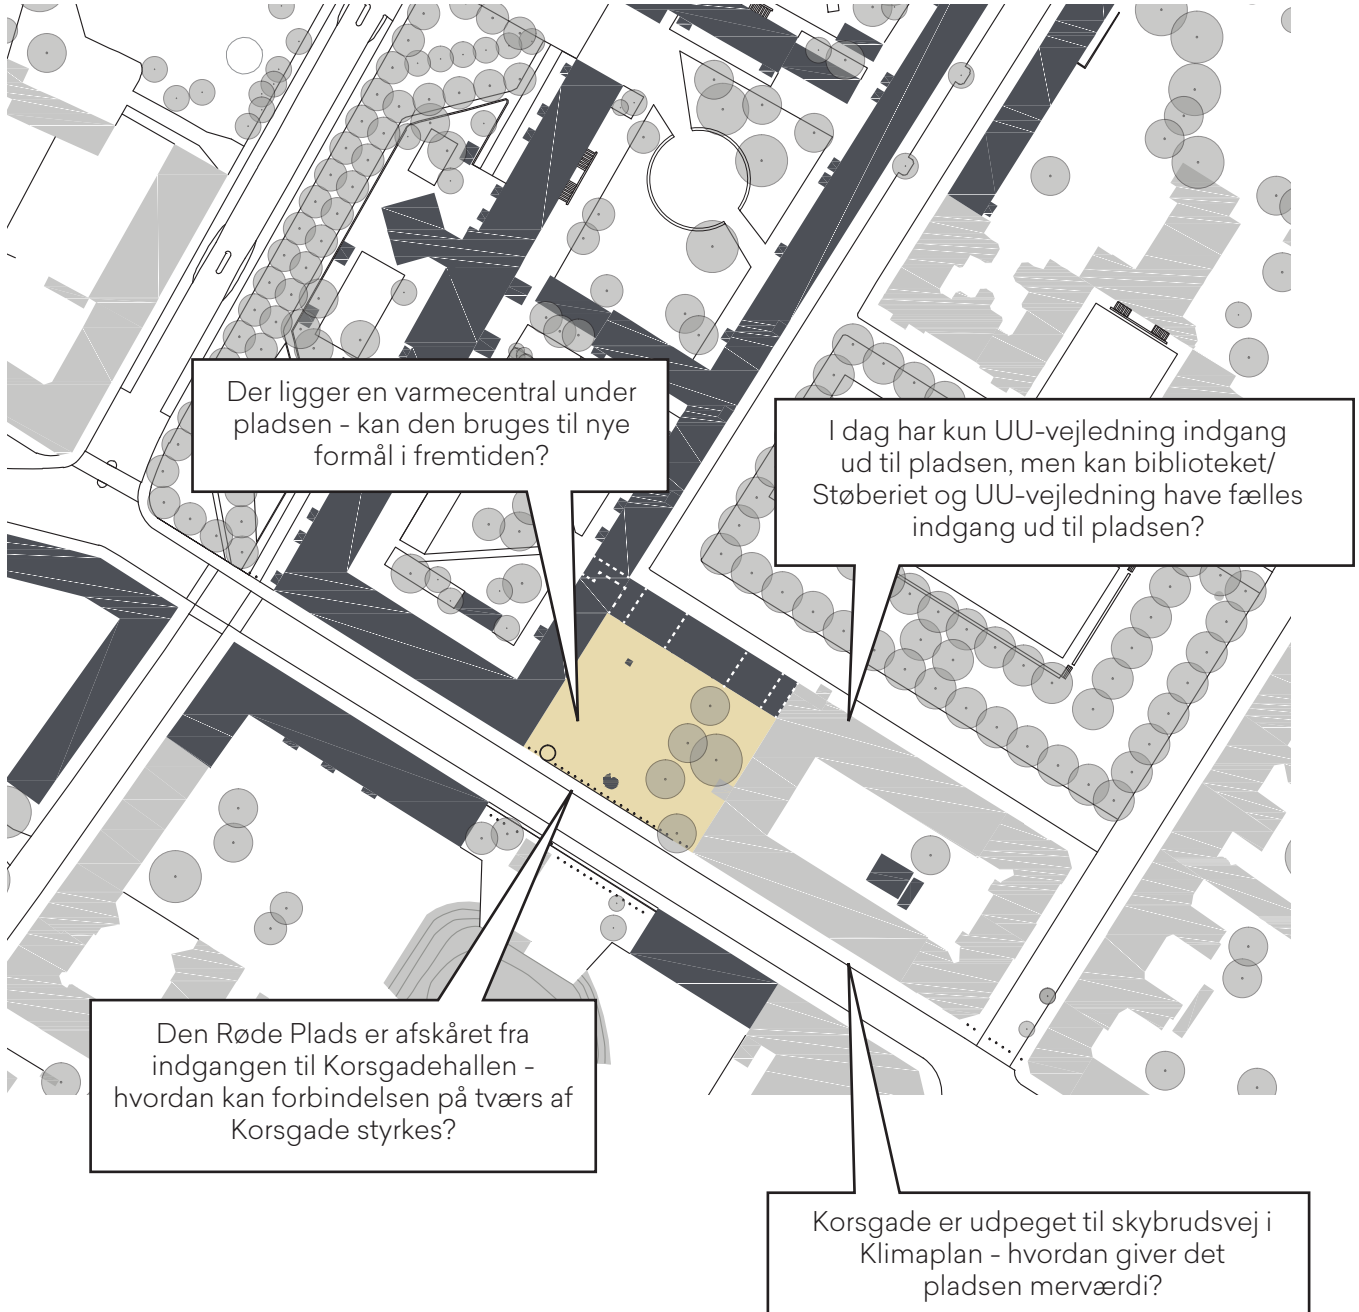 Der ligger en varmecentral under
pladsen - kan den bruges til nye
formål i fremtiden?
I dag har kun UU-vejledning indgang
ud til pladsen, men kan biblioteket/
Støberiet og UU-vejledning have fælles
indgang ud til pladsen?
Den Røde Plads er afskåret fra
indgangen til Korsgadehallen -
hvordan kan forbindelsen på tværs af
Korsgade styrkes?
Korsgade er udpeget til skybrudsvej i
Klimaplan - hvordan giver det
pladsen merværdi?